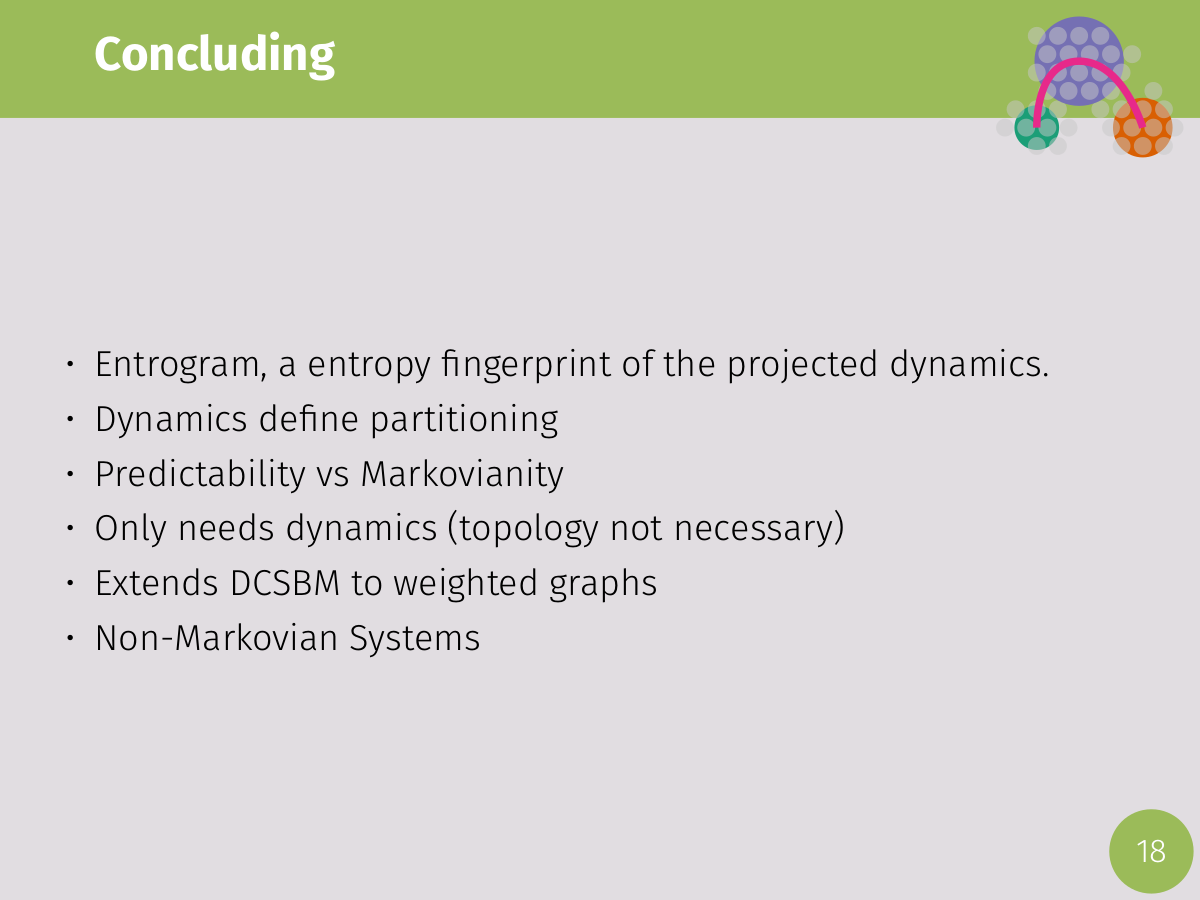 Concluding
• Entrogram, a entropy fingerprint of the projected dynamics.
• Dynamics define partitioning
• Predictability vs Markovianity
• Only needs dynamics (topology not necessary)
• Extends DCSBM to weighted graphs
• Non-Markovian Systems
18